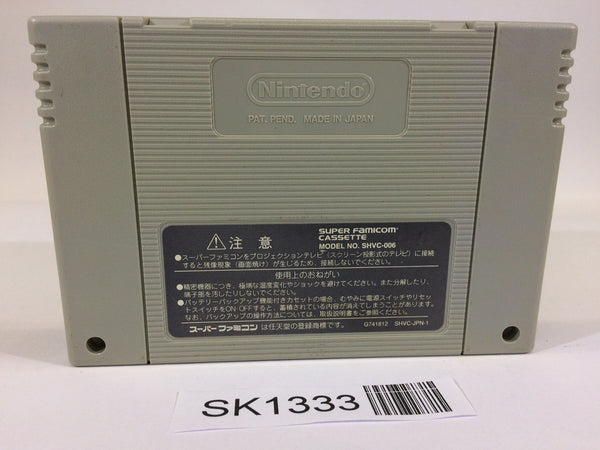 Nintendo
PAT. PEND. MADE IN JAPAN
⚠注意
SUPER FAMICOM™
CASSETTE
MODEL NO. SHVC-006
●スーパーファミコンをプロジェクションテレビ(スクリーン投影式のテレビ)に接続
すると残像現象(画面焼け)が生じるため、接続しないでください。
使用上のおねがい
●精密機器につき、極端な温度変化やショックを避けてください。また分解したり、
端子部を汚したりしないでください。
●バッテリーバックアップ機能付きカセットの場合、むやみに電源スイッチやリセッ
トスイッチをON・OFFすると、蓄積されている内容が消えてしまうことがあります。
なお、バックアップの操作方法については、取扱説明書をご参照ください。
スーパーファミコンは任天堂の登録商標です。 G741812 SHVC-JPN-1
SK1333